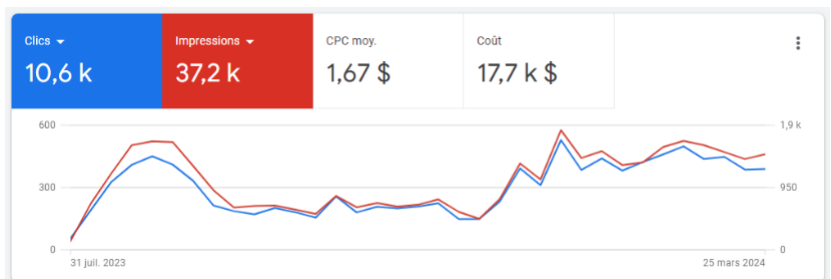 Clics
Impressions
CPC moy.
Coût
10,6 k
37,2 k
1,67 $
17,7 k $
600
1,9 k
300
950
0
0
31 juil. 2023
25 mars 2024